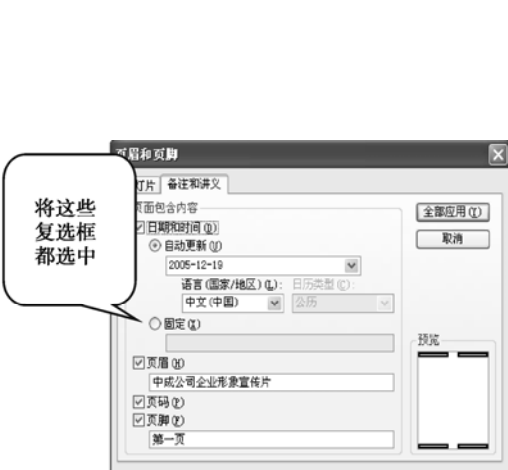 页眉和页脚
灯片 备注和讲义
页面包含内容
日期和时间(D)
自动更新(U)
2005-12-19
语言(国家/地区)(L): 日历类型(C):
中文(中国) 公历
固定(X)
页眉(H)
中成公司企业形象宣传片
页码(P)
页脚(F)
第一页
全部应用(Y)
取消
预览
将这些
复选框
都选中